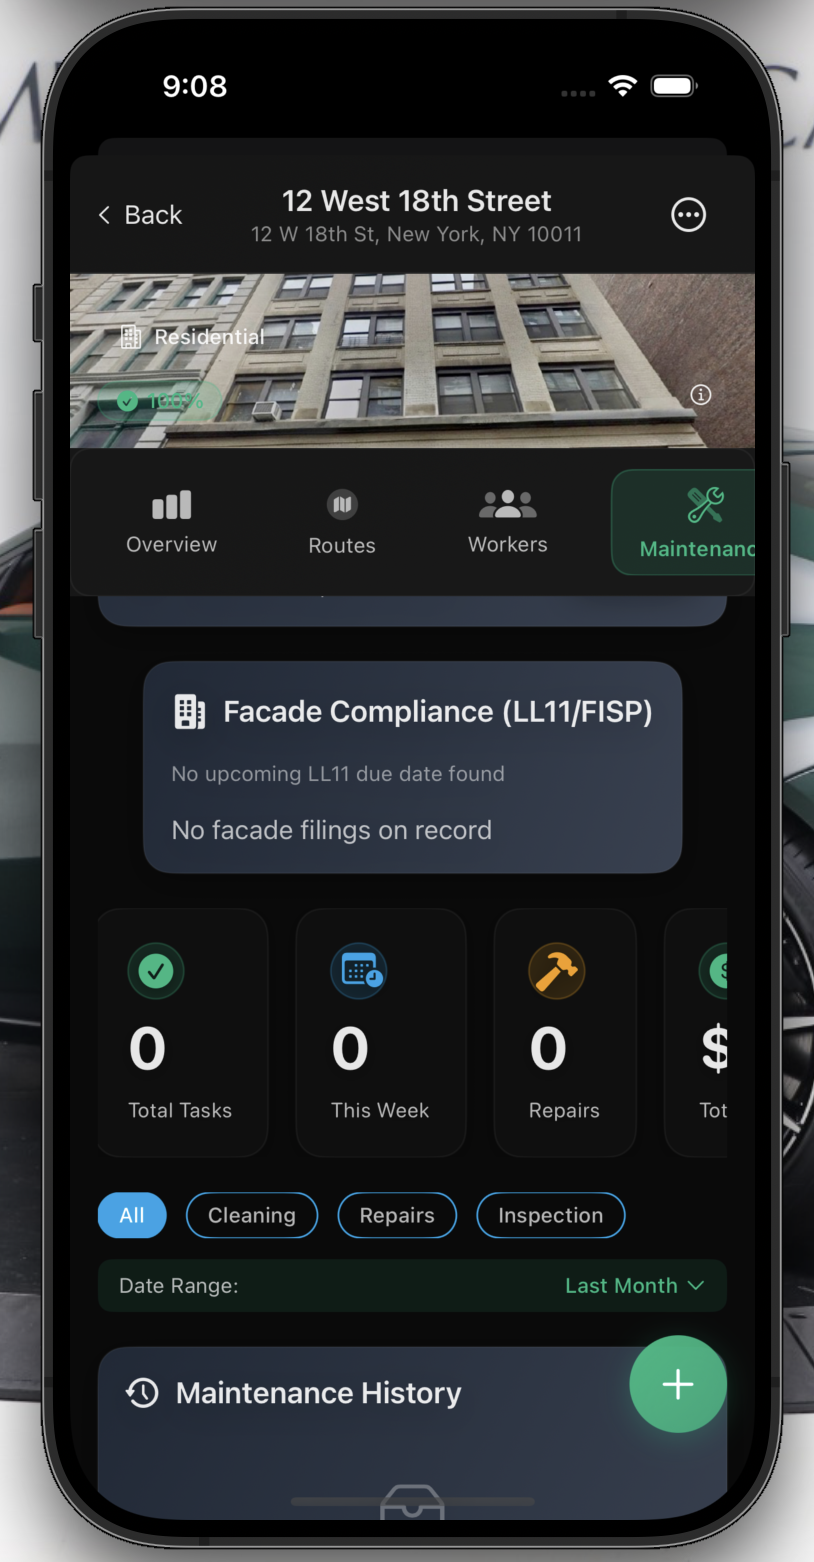 9:08
Back
12 West 18th Street
12 W 18th St, New York, NY 10011
Residential
100%
Overview
Routes
Workers
Maintenanc
Facade Compliance (LL11/FISP)
No upcoming LL11 due date found
No facade filings on record
0
Total Tasks
0
This Week
0
Repairs
$
Tot
All
Cleaning
Repairs
Inspection
Date Range:
Last Month
Maintenance History